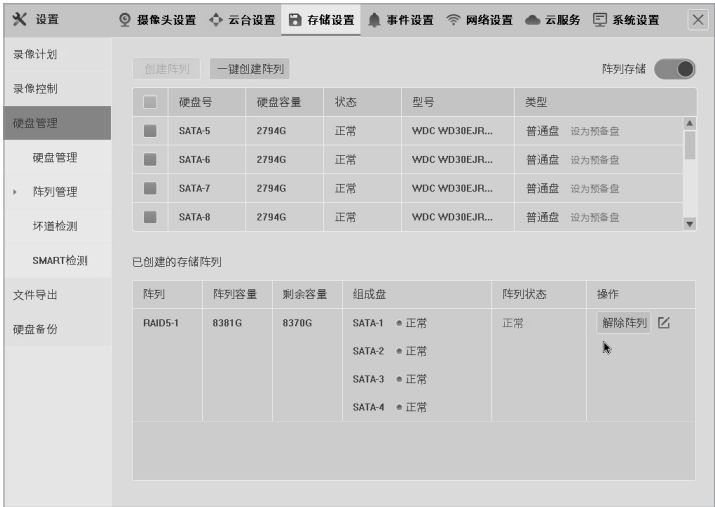 设置 摄像头设置 云台设置 存储设置 事件设置 网络设置 云服务 系统设置
录像计划
录像控制
硬盘管理
硬盘管理
阵列管理
坏道检测
SMART检测
文件导出
硬盘备份
创建阵列 一键创建阵列 阵列存储
硬盘号 硬盘容量 状态 型号 类型
SATA-5 2794G 正常 WDC WD30EJR... 普通盘 设为预备盘
SATA-6 2794G 正常 WDC WD30EJR... 普通盘 设为预备盘
SATA-7 2794G 正常 WDC WD30EJR... 普通盘 设为预备盘
SATA-8 2794G 正常 WDC WD30EJR... 普通盘 设为预备盘
已创建的存储阵列
阵列 阵列容量 剩余容量 组成盘 阵列状态 操作
RAID5-1 8381G 8370G SATA-1 正常 正常 解除阵列
SATA-2 正常
SATA-3 正常
SATA-4 正常